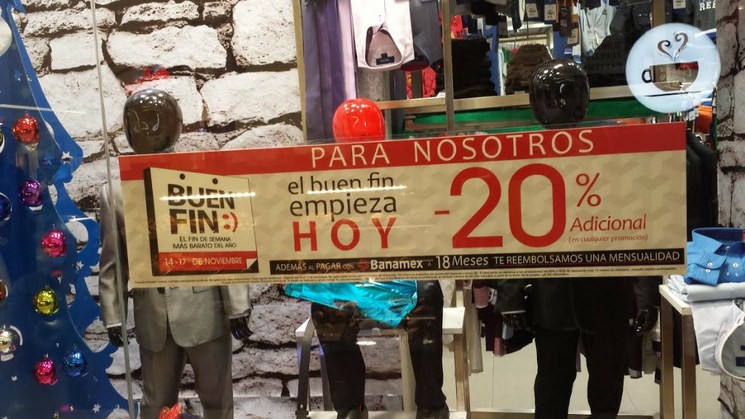 PARA NOSOTROS
BUEN
FIN:)
EL FIN DE SEMANA
MÁS BARATO DEL AÑO
14-17 DE NOVIEMBRE
el buen fin
empieza
HOY
-20%
Adicional
(en cualquier promoción)
ADEMÁS AL PAGAR CON Banamex a 18 Meses TE REEMBOLSAMOS UNA MENSUALIDAD